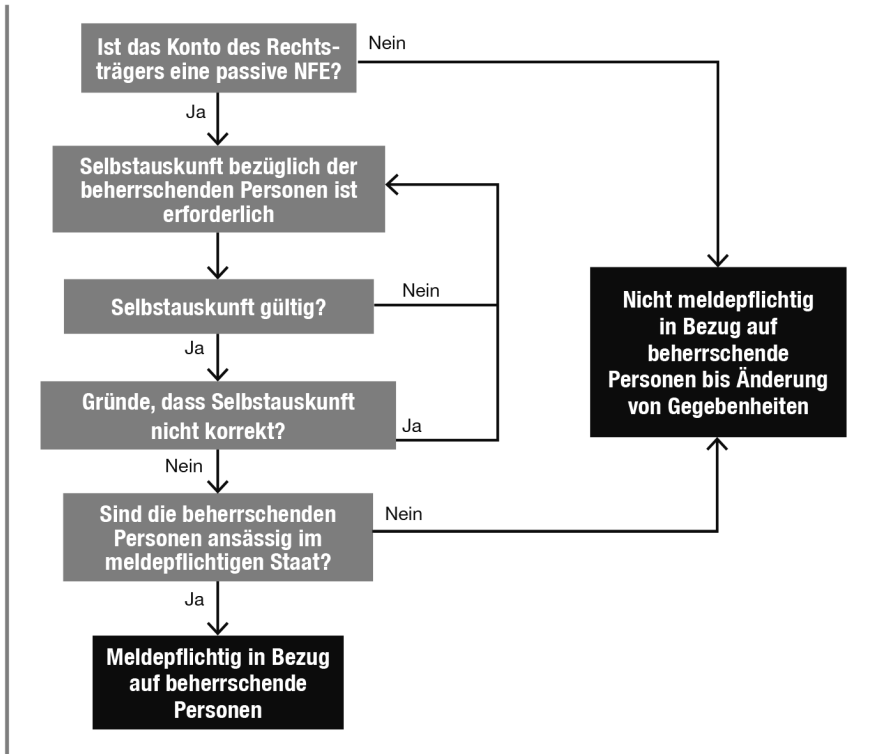 Ist das Konto des Rechts-
trägers eine passive NFE?
Nein
Ja
Selbstauskunft bezüglich der
beherrschenden Personen ist
erforderlich
Selbstauskunft gültig?
Nein
Ja
Gründe, dass Selbstauskunft
nicht korrekt?
Ja
Nein
Sind die beherrschenden
Personen ansässig im
meldepflichtigen Staat?
Nein
Ja
Meldepflichtig in Bezug
auf beherrschende
Personen
Nicht meldepflichtig
in Bezug auf
beherrschende
Personen bis Änderung
von Gegebenheiten